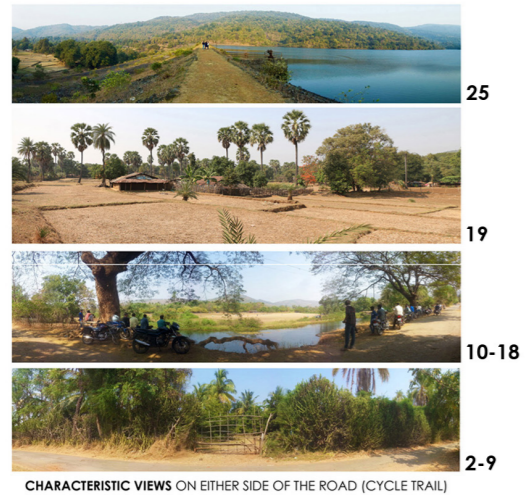 25
19
10-18
2-9
CHARACTERISTIC VIEWS ON EITHER SIDE OF THE ROAD (CYCLE TRAIL)